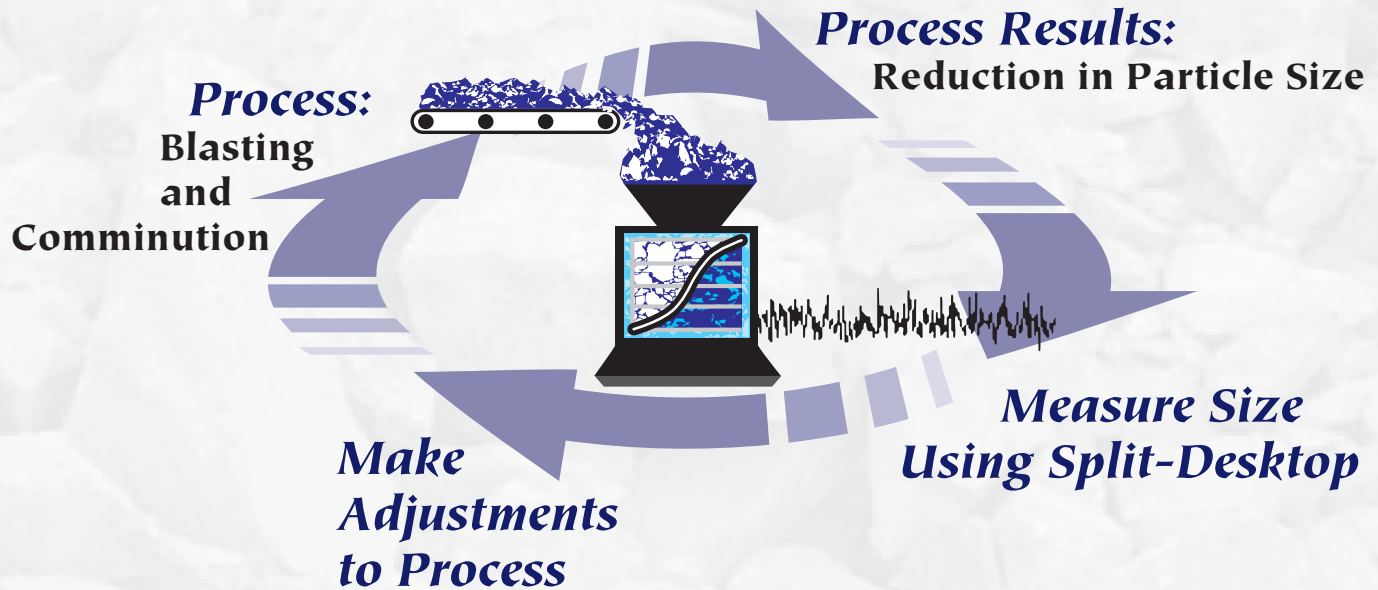 Process:
Blasting
and
Comminution
Process Results:
Reduction in Particle Size
Measure Size
Using Split-Desktop
Make
Adjustments
to Process